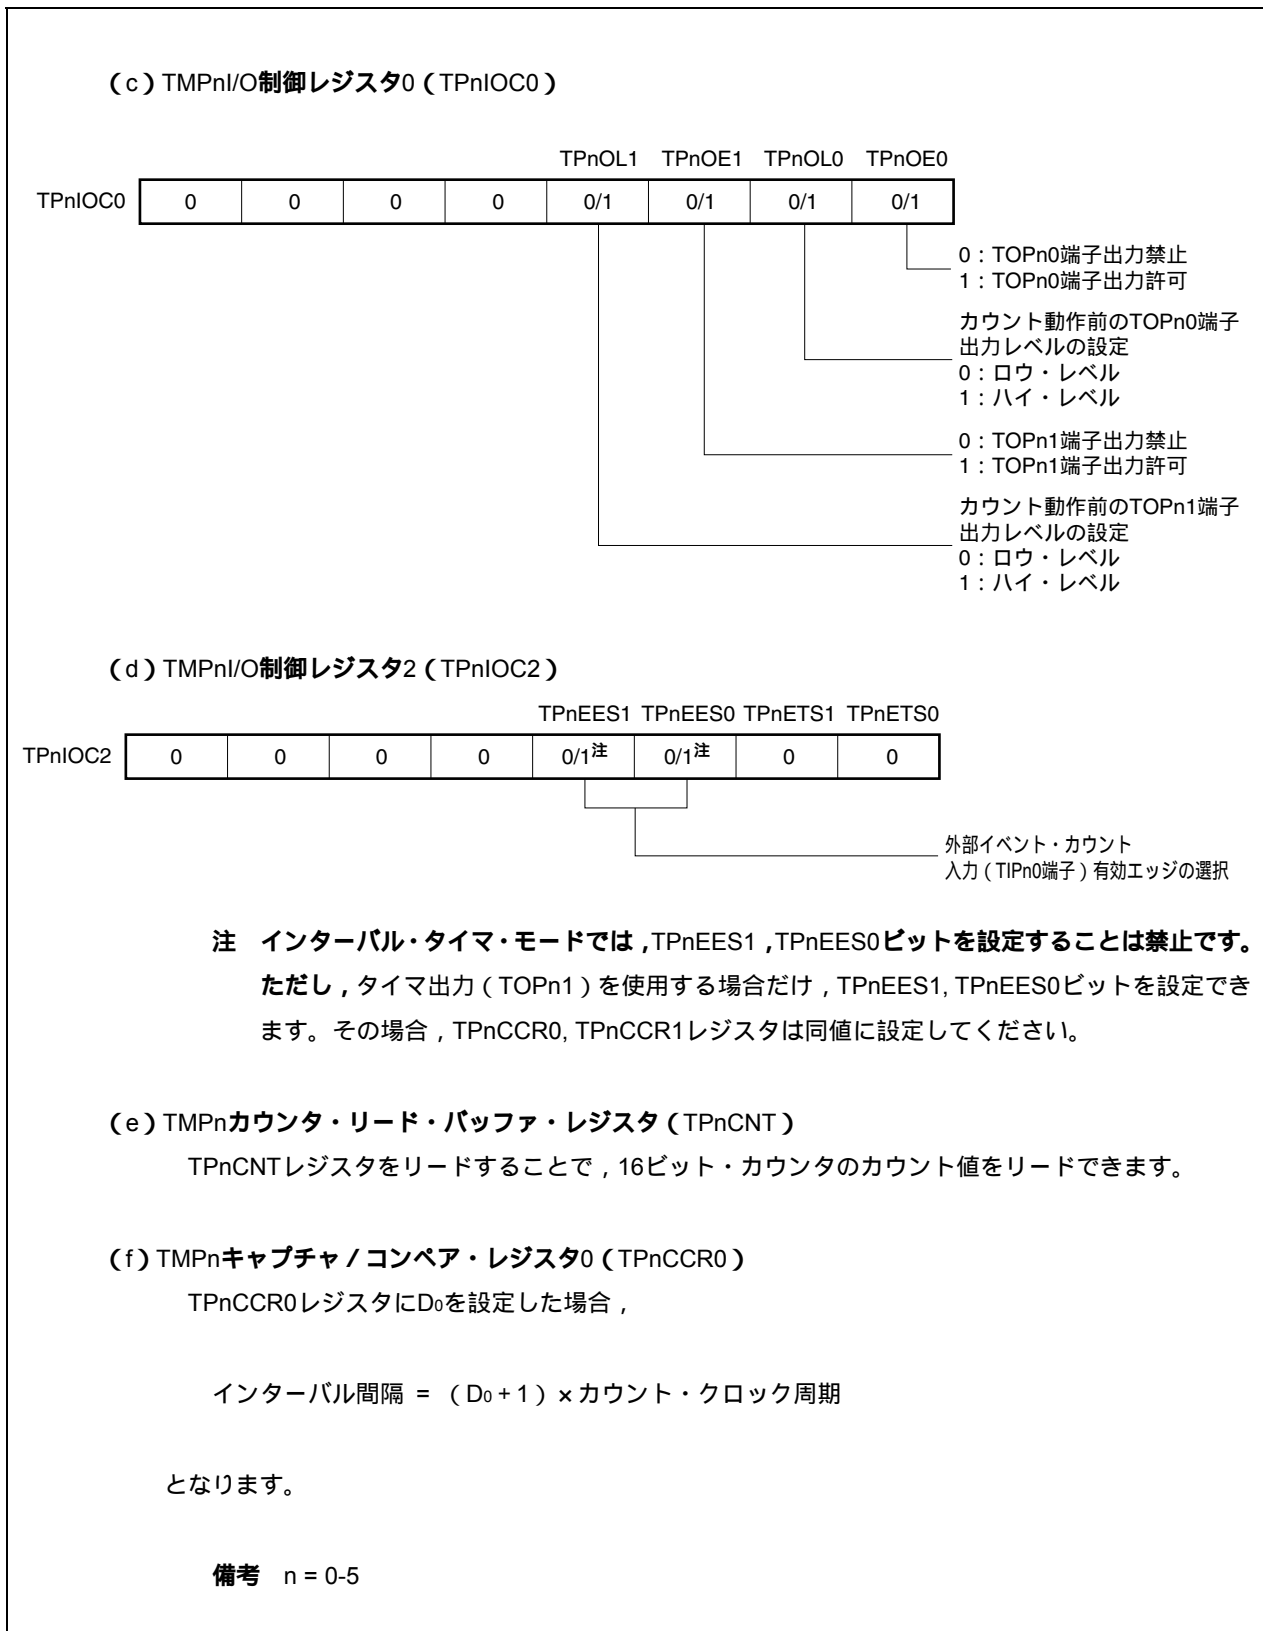 （c）TMPnI/O制御レジスタ0（TPnIOC0）
TPnOL1 TPnOE1 TPnOL0 TPnOE0
TPnIOC0 0 0 0 0 0/1 0/1 0/1 0/1
0：TOPn0端子出力禁止
1：TOPn0端子出力許可
カウント動作前のTOPn0端子
出力レベルの設定
0：ロウ・レベル
1：ハイ・レベル
0：TOPn1端子出力禁止
1：TOPn1端子出力許可
カウント動作前のTOPn1端子
出力レベルの設定
0：ロウ・レベル
1：ハイ・レベル
（d）TMPnI/O制御レジスタ2（TPnIOC2）
TPnEES1 TPnEES0 TPnETS1 TPnETS0
TPnIOC2 0 0 0 0 0/1注 0/1注 0 0
外部イベント・カウント
入力（TIPn0端子）有効エッジの選択
注 インターバル・タイマ・モードでは，TPnEES1，TPnEES0ビットを設定することは禁止です。
ただし，タイマ出力（TOPn1）を使用する場合だけ，TPnEES1, TPnEES0ビットを設定でき
ます。その場合，TPnCCR0, TPnCCR1レジスタは同値に設定してください。
（e）TMPnカウンタ・リード・バッファ・レジスタ（TPnCNT）
TPnCNTレジスタをリードすることで，16ビット・カウンタのカウント値をリードできます。
（f）TMPnキャプチャ／コンペア・レジスタ0（TPnCCR0）
TPnCCR0レジスタにD₀を設定した場合，
インターバル間隔 = （D₀+1）×カウント・クロック周期
となります。
備考 n = 0-5